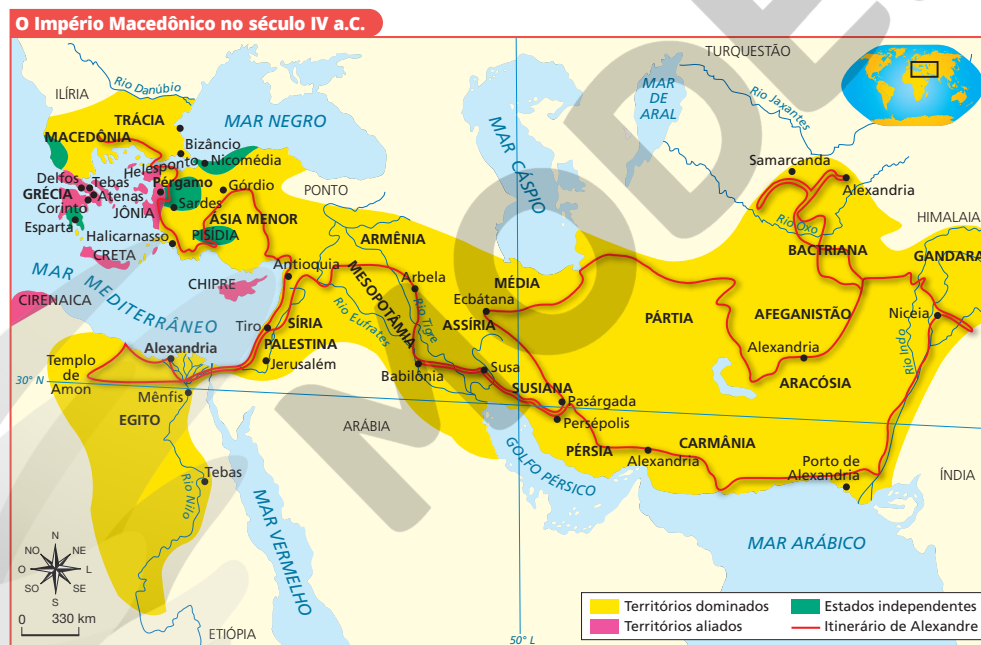 O Império Macedônico no século IV a.C.
TURQUESTÃO
ILÍRIA
Rio Danúbio
MAR
DE
ARAL
Rio Jaxantes
TRÁCIA
MAR NEGRO
MACEDÔNIA
Bizâncio
MAR CÁSPIO
Samarcanda
Helesponto
Nicomédia
Delfos
Tebas
Pérgamo
Górdio
PONTO
Alexandria
GRÉCIA
Atenas
Corinto
JÔNIA
Sardes
ÁSIA MENOR
Rio Oxo
HIMALAIA
Esparta
Halicarnasso
PISÍDIA
ARMÊNIA
BACTRIANA
GANDARA
CRETA
Antioquia
MESOPOTÂMIA
Arbela
MÉDIA
MAR
MEDITERRÂNEO
CHIPRE
Ecbátana
CIRENAICA
Rio Eufrates
Rio Tigre
ASSÍRIA
PÁRTIA
AFEGANISTÃO
Niceia
Tiro
SÍRIA
PALESTINA
Rio Indo
Templo
de
Amon
Alexandria
Jerusalém
Babilônia
Susa
Alexandria
30° N
SUSIANA
ARACÓSIA
Mênfis
Pasárgada
EGITO
ARÁBIA
Persépolis
PÉRSIA
CARMÂNIA
GOLFO PÉRSICO
Alexandria
Porto de
Alexandria
ÍNDIA
Tebas
Rio Nilo
MAR VERMELHO
MAR ARÁBICO
N
NO
NE
O
L
SO
SE
S
0 330 km
ETIÓPIA
50° L
Territórios dominados
Estados independentes
Territórios aliados
Itinerário de Alexandre
MODE